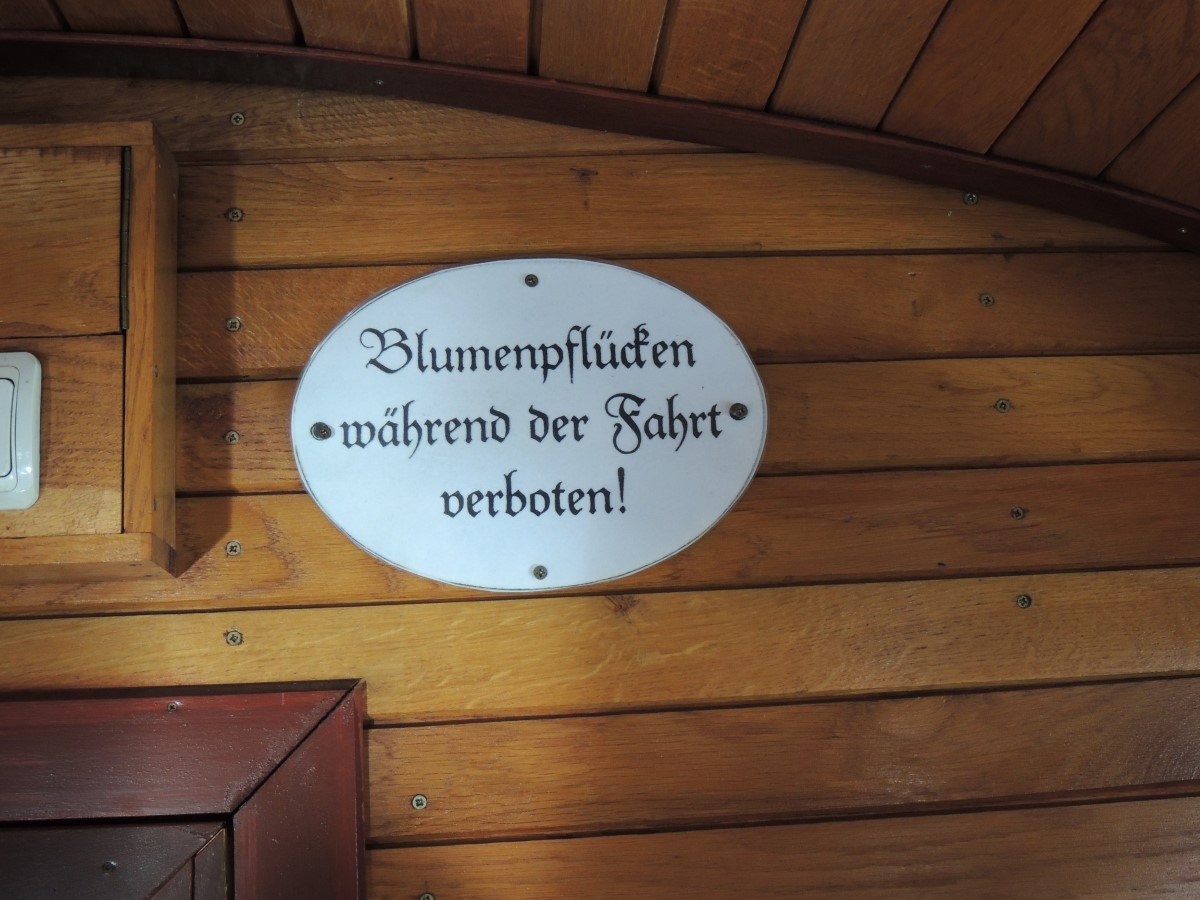 Blumenpflücken
während der Fahrt
verboten!